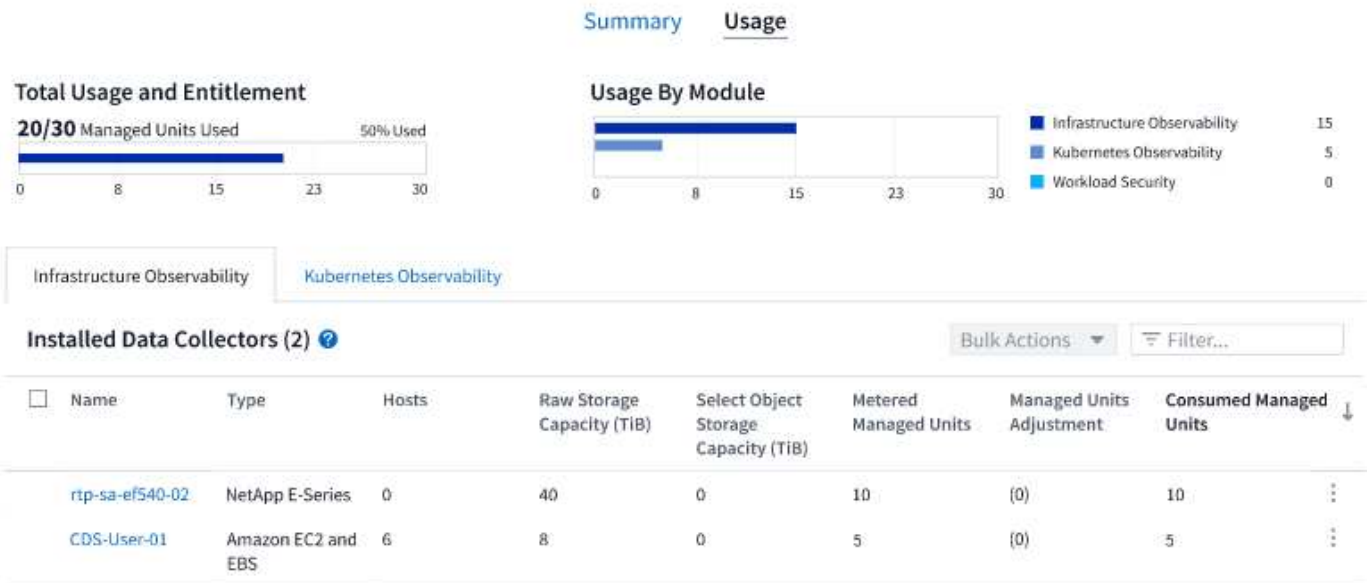 Summary Usage
Total Usage and Entitlement
20/30 Managed Units Used 50% Used
0 8 15 23 30
Usage By Module
0 8 15 23 30
Infrastructure Observability 15
Kubernetes Observability 5
Workload Security 0
Infrastructure Observability Kubernetes Observability
Installed Data Collectors (2) ? Bulk Actions Filter...
Name Type Hosts Raw Storage Capacity (TiB) Select Object Storage Capacity (TiB) Metered Managed Units Managed Units Adjustment Consumed Managed Units
rtp-sa-ef540-02 NetApp E-Series 0 40 0 10 (0) 10
CDS-User-01 Amazon EC2 and EBS 6 8 0 5 (0) 5